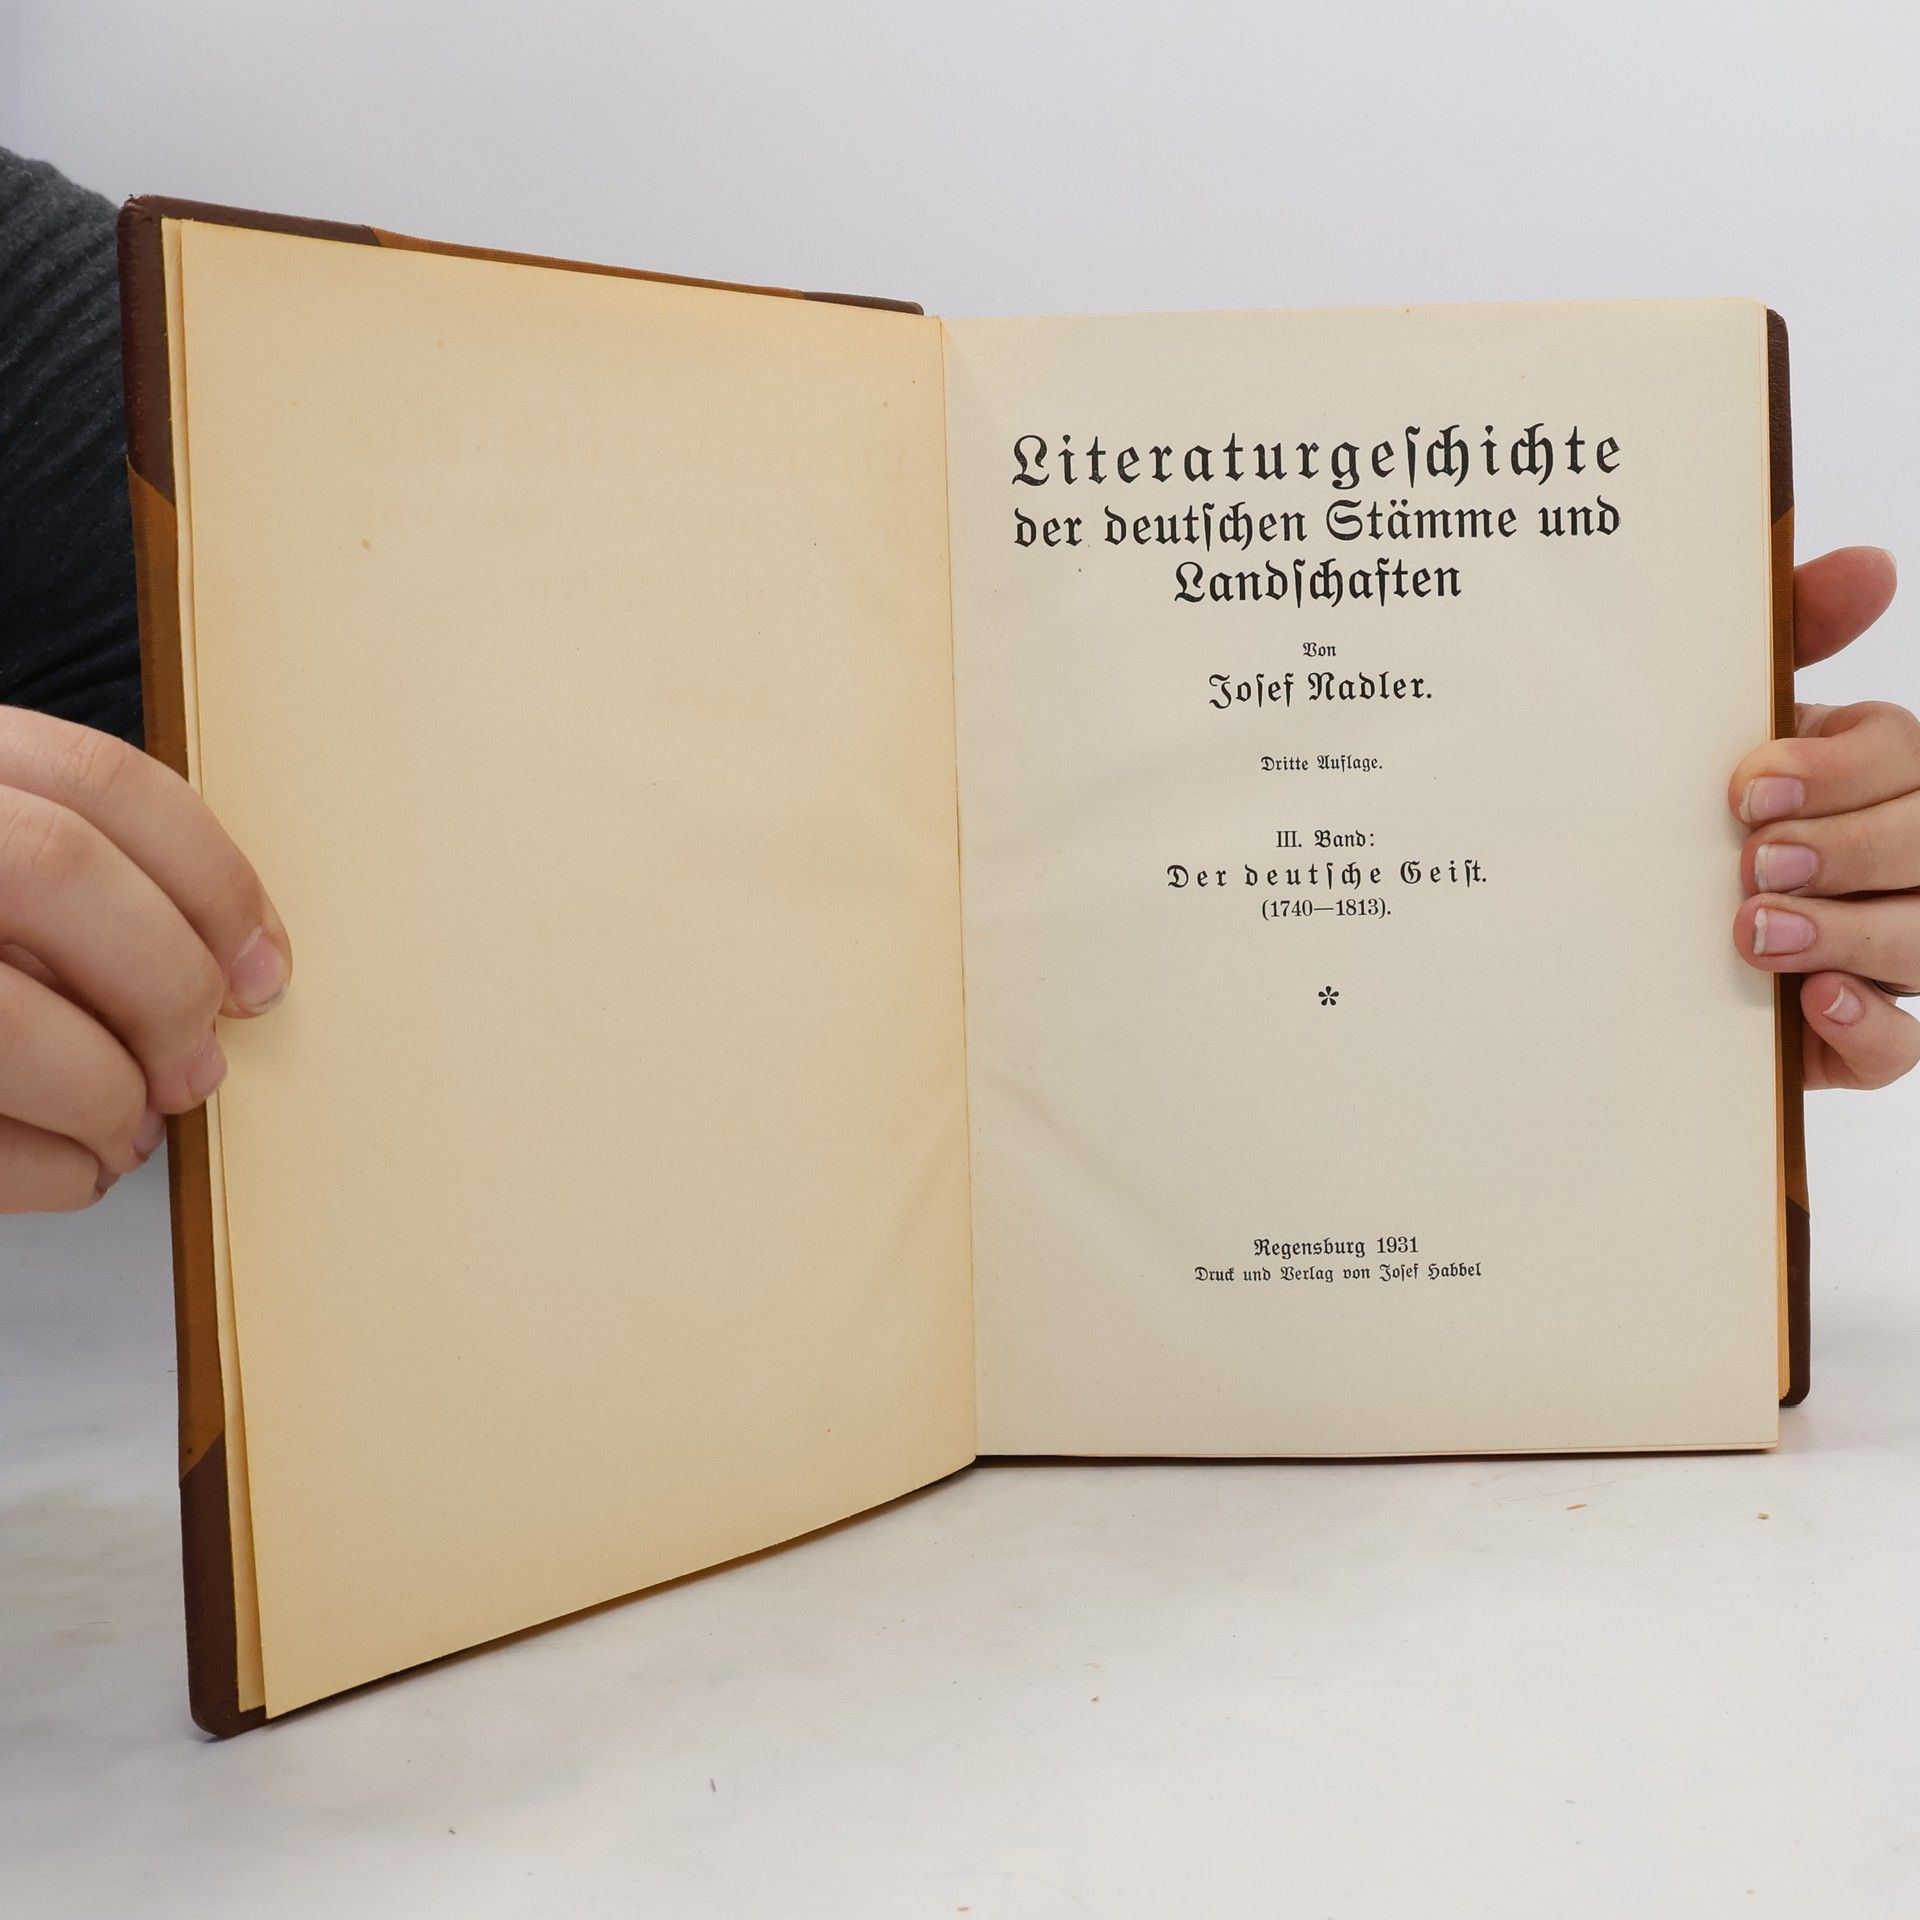 Literaturgeſchichte
der deutſchen Stämme und
Landſchaften
Von
Joſef Nadler.
Dritte Auflage.
III. Band:
Der deutſche Geiſt.
(1740—1813).
*
Regensburg 1931
Druck und Verlag von Joſef Habbel